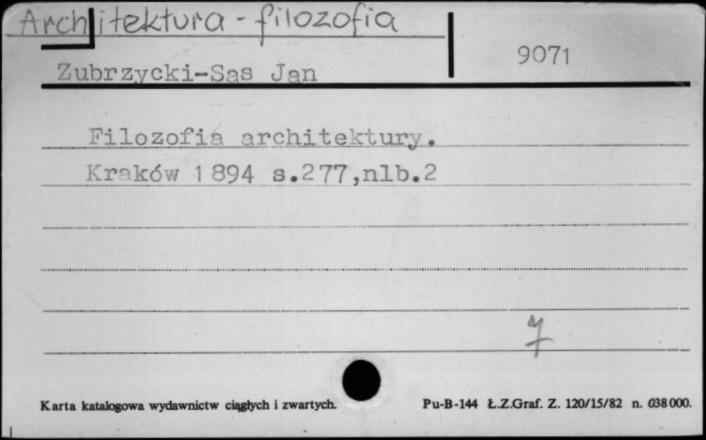 Architektura - filozofia
9071
Zubrzycki-Sas Jan
Filozofia architektury.
Kraków 1894 s.277,nlb.2
Karta katalogowa wydawnictw ciągłych i zwartych.
Pu-B-144 Ł.Z.Graf. Z. 120/15/82 n. 038000.